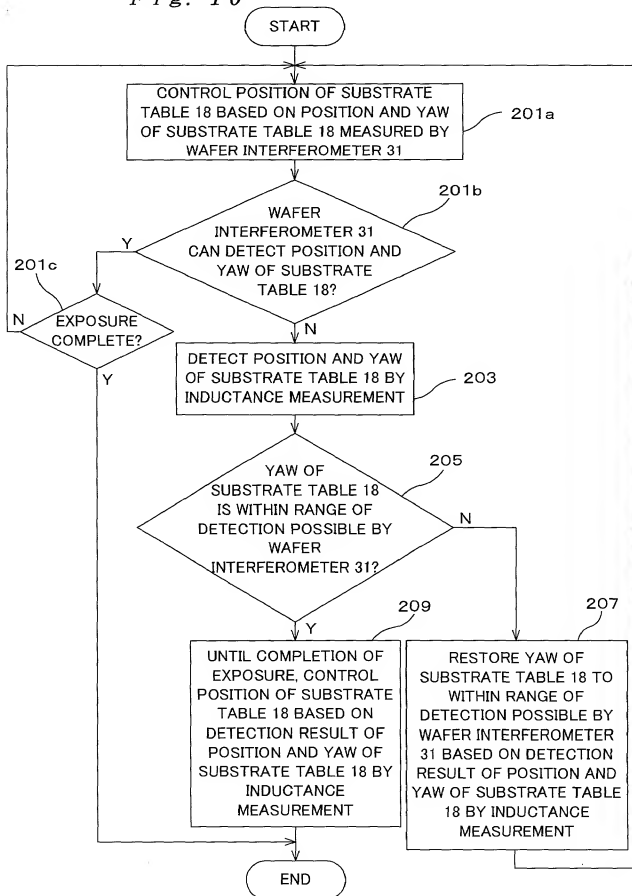 Fig. 10
START
CONTROL POSITION OF SUBSTRATE
TABLE 18 BASED ON POSITION AND YAW
OF SUBSTRATE TABLE 18 MEASURED BY
WAFER INTERFEROMETER 31
201a
WAFER
INTERFEROMETER 31
CAN DETECT POSITION AND
YAW OF SUBSTRATE
TABLE 18?
201b
Y
N
201c
EXPOSURE
COMPLETE?
N
Y
DETECT POSITION AND YAW
OF SUBSTRATE TABLE 18 BY
INDUCTANCE MEASUREMENT
203
YAW OF
SUBSTRATE TABLE 18
IS WITHIN RANGE OF
DETECTION POSSIBLE BY
WAFER
INTERFEROMETER 31?
205
N
Y
209
UNTIL COMPLETION OF
EXPOSURE, CONTROL
POSITION OF SUBSTRATE
TABLE 18 BASED ON
DETECTION RESULT OF
POSITION AND YAW OF
SUBSTRATE TABLE 18 BY
INDUCTANCE
MEASUREMENT
207
RESTORE YAW OF
SUBSTRATE TABLE 18 TO
WITHIN RANGE OF
DETECTION POSSIBLE BY
WAFER INTERFEROMETER
31 BASED ON DETECTION
RESULT OF POSITION AND
YAW OF SUBSTRATE TABLE
18 BY INDUCTANCE
MEASUREMENT
END